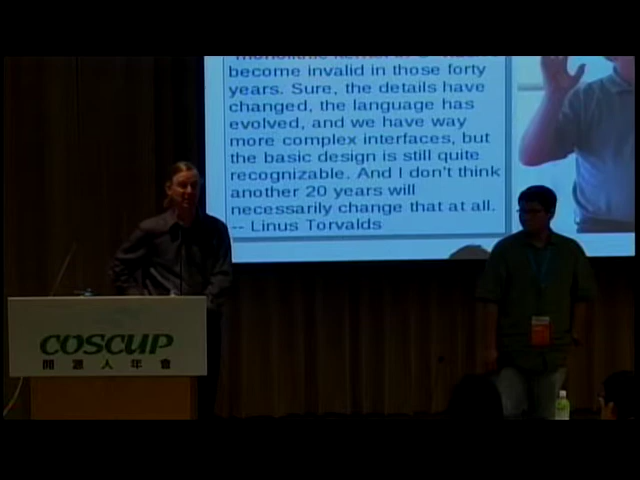 become invalid in those forty
years. Sure, the details have
changed, the language has
evolved, and we have way
more complex interfaces, but
the basic design is still quite
recognizable. And I don't think
another 20 years will
necessarily change that at all.
-- Linus Torvalds
COSCUP
開源人年會